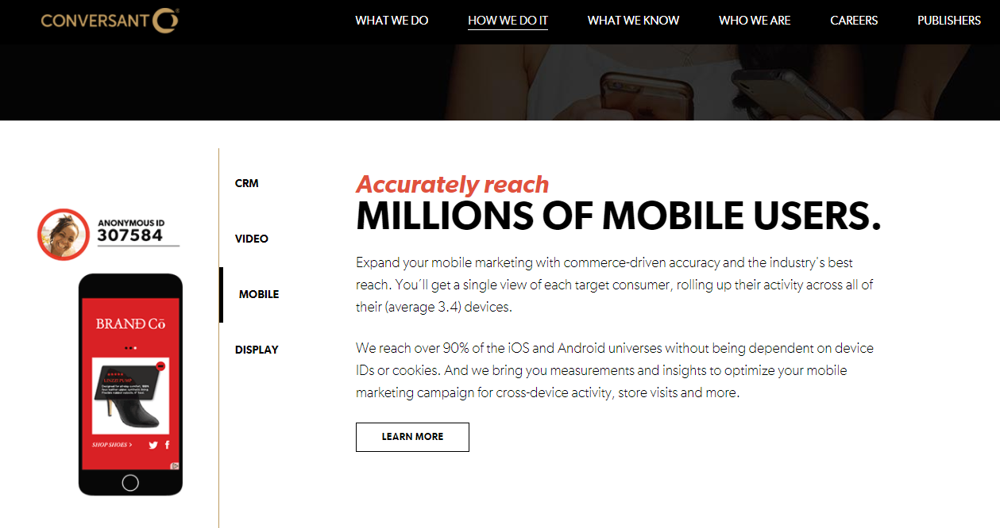 CONVERSANT
WHAT WE DO
HOW WE DO IT
WHAT WE KNOW
WHO WE ARE
CAREERS
PUBLISHERS
ANONYMOUS ID
307584
BRAND Cō
LINZZI PUMP
SHOP SHOES >
CRM
VIDEO
MOBILE
DISPLAY
Accurately reach
MILLIONS OF MOBILE USERS.
Expand your mobile marketing with commerce-driven accuracy and the industry's best
reach. You´ll get a single view of each target consumer, rolling up their activity across all of
their (average 3.4) devices.
We reach over 90% of the iOS and Android universes without being dependent on device
IDs or cookies. And we bring you measurements and insights to optimize your mobile
marketing campaign for cross-device activity, store visits and more.
LEARN MORE